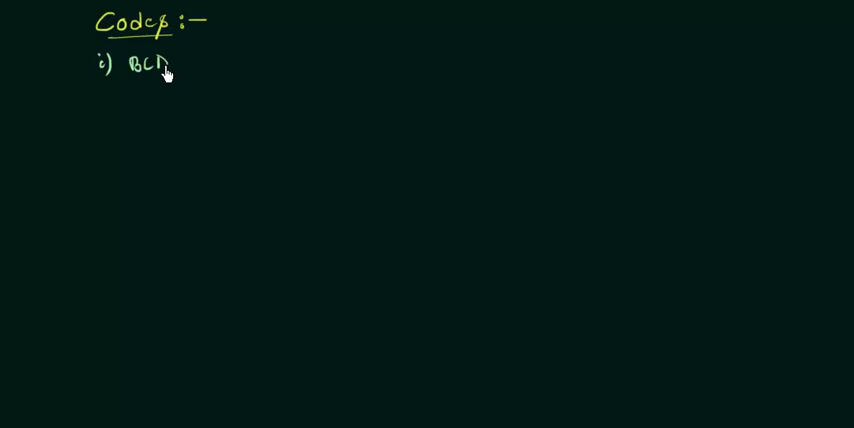 Codes :-
i) BCD